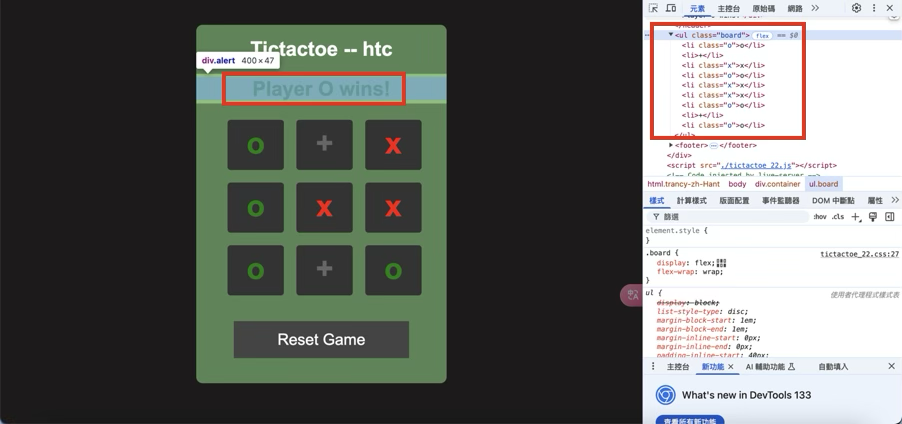 Tictactoe -- htc
div.alert 400 × 47
Player O wins!
o + x
o x x
o + o
Reset Game
元素 主控台 原始碼 網路
</header>
<ul class="board"> flex == $0
<li class="o">o</li>
<li>+</li>
<li class="x">x</li>
<li class="o">o</li>
<li class="x">x</li>
<li class="x">x</li>
<li class="o">o</li>
<li>+</li>
<li class="o">o</li>
</ul>
<footer> … </footer>
</div>
<script src="./tictactoe_22.js"></script>
<!-- Code injected by live-server -->
html.trancy-zh-Hant body div.container ul.board
樣式 計算樣式 版面配置 事件監聽器 DOM 中斷點 屬性
篩選 :hov .cls
element.style {
}
.board { tictactoe_22.css:27
display: flex;
flex-wrap: wrap;
}
ul { 使用者代理程式樣式表
display: block;
list-style-type: disc;
margin-block-start: 1em;
margin-block-end: 1em;
margin-inline-start: 0px;
margin-inline-end: 0px;
padding-inline-start: 40px;
主控台 新功能 AI 輔助功能 自動填入
What's new in DevTools 133
查看所有新功能